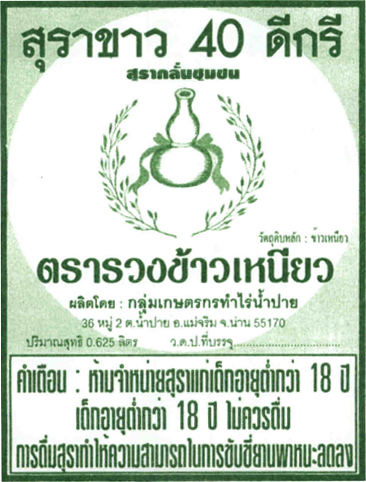 สุราขาว 40 ดีกรี
สุรากลั่นชุมชน
วัตถุดิบหลัก : ข้าวเหนียว
ตรารวงข้าวเหนียว
ผลิตโดย : กลุ่มเกษตรกรทำไร่น้ำปาย
36 หมู่ 2 ต.น้ำปาย อ.แม่จริม จ.น่าน 55170
ปริมาณสุทธิ 0.625 ลิตร ว.ด.ป.ที่บรรจุ..............................
คำเตือน : ห้ามจำหน่ายสุราแก่เด็กอายุต่ำกว่า 18 ปี
เด็กอายุต่ำกว่า 18 ปี ไม่ควรดื่ม
การดื่มสุราทำให้ความสามารถในการขับขี่ยานพาหนะลดลง